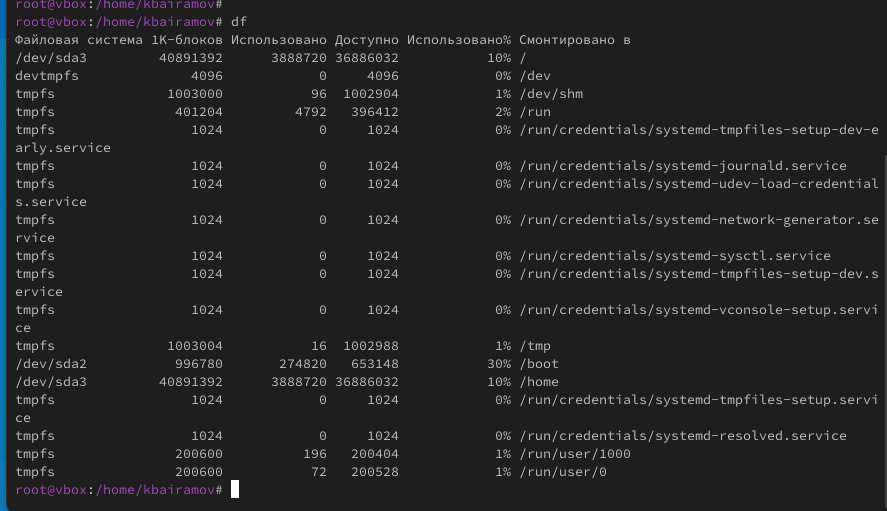 root@vbox:/home/kbairamov#
root@vbox:/home/kbairamov# df
Файловая система 1K-блоков Использовано Доступно Использовано% Смонтировано в
/dev/sda3         40891392      3888720 36886032           10% /
devtmpfs              4096            0     4096            0% /dev
tmpfs              1003000           96  1002904            1% /dev/shm
tmpfs               401204         4792   396412            2% /run
tmpfs                 1024            0     1024            0% /run/credentials/systemd-tmpfiles-setup-dev-e
arly.service
tmpfs                 1024            0     1024            0% /run/credentials/systemd-journald.service
tmpfs                 1024            0     1024            0% /run/credentials/systemd-udev-load-credential
s.service
tmpfs                 1024            0     1024            0% /run/credentials/systemd-network-generator.se
rvice
tmpfs                 1024            0     1024            0% /run/credentials/systemd-sysctl.service
tmpfs                 1024            0     1024            0% /run/credentials/systemd-tmpfiles-setup-dev.s
ervice
tmpfs                 1024            0     1024            0% /run/credentials/systemd-vconsole-setup.servi
ce
tmpfs              1003004           16  1002988            1% /tmp
/dev/sda2           996780       274820   653148           30% /boot
/dev/sda3         40891392      3888720 36886032           10% /home
tmpfs                 1024            0     1024            0% /run/credentials/systemd-tmpfiles-setup.servi
ce
tmpfs                 1024            0     1024            0% /run/credentials/systemd-resolved.service
tmpfs               200600          196   200404            1% /run/user/1000
tmpfs               200600           72   200528            1% /run/user/0
root@vbox:/home/kbairamov#